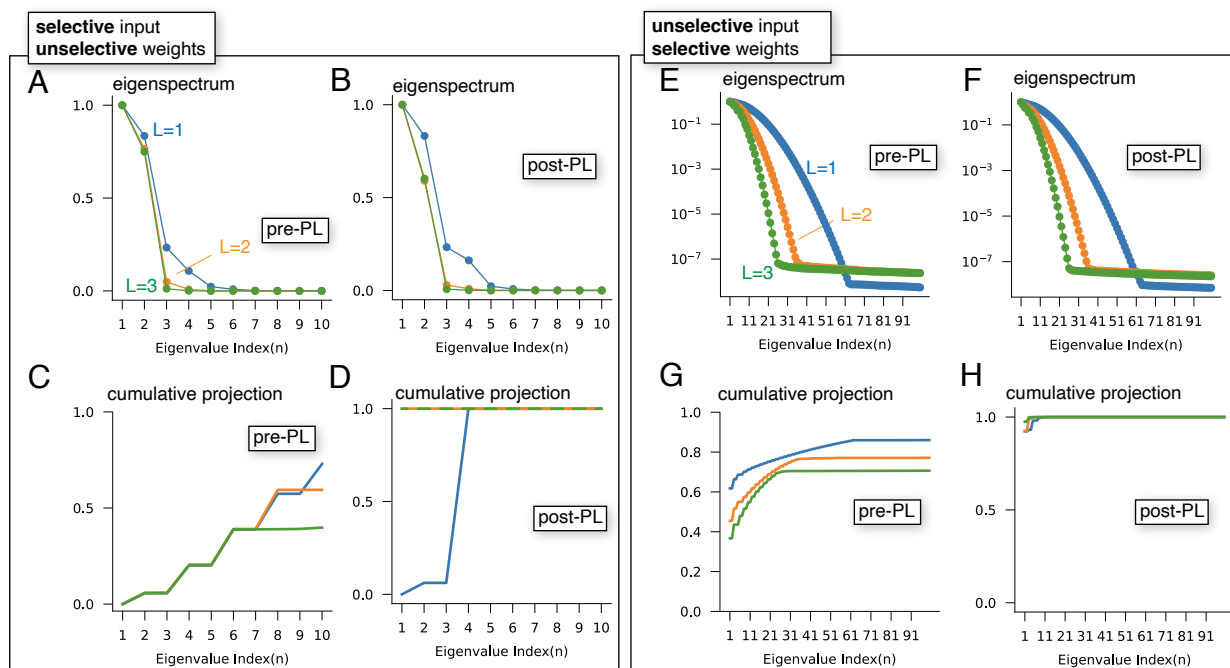 selective input
unselective weights
A
eigenspectrum
1.0
0.5
0.0
L=1
L=2
L=3
pre-PL
1 2 3 4 5 6 7 8 9 10
Eigenvalue Index(n)
B
eigenspectrum
1.0
0.5
0.0
post-PL
1 2 3 4 5 6 7 8 9 10
Eigenvalue Index(n)
C
cumulative projection
1.0
0.5
0.0
pre-PL
1 2 3 4 5 6 7 8 9 10
Eigenvalue Index(n)
D
cumulative projection
1.0
0.5
0.0
post-PL
1 2 3 4 5 6 7 8 9 10
Eigenvalue Index(n)
unselective input
selective weights
E
eigenspectrum
10⁻¹
10⁻³
10⁻⁵
10⁻⁷
L=1
L=2
L=3
pre-PL
1 11 21 31 41 51 61 71 81 91
Eigenvalue Index(n)
F
eigenspectrum
10⁻¹
10⁻³
10⁻⁵
10⁻⁷
post-PL
1 11 21 31 41 51 61 71 81 91
Eigenvalue Index(n)
G
cumulative projection
1.0
0.8
0.6
0.4
0.2
0.0
pre-PL
1 11 21 31 41 51 61 71 81 91
Eigenvalue Index(n)
H
cumulative projection
1.0
0.5
0.0
post-PL
1 11 21 31 41 51 61 71 81 91
Eigenvalue Index(n)